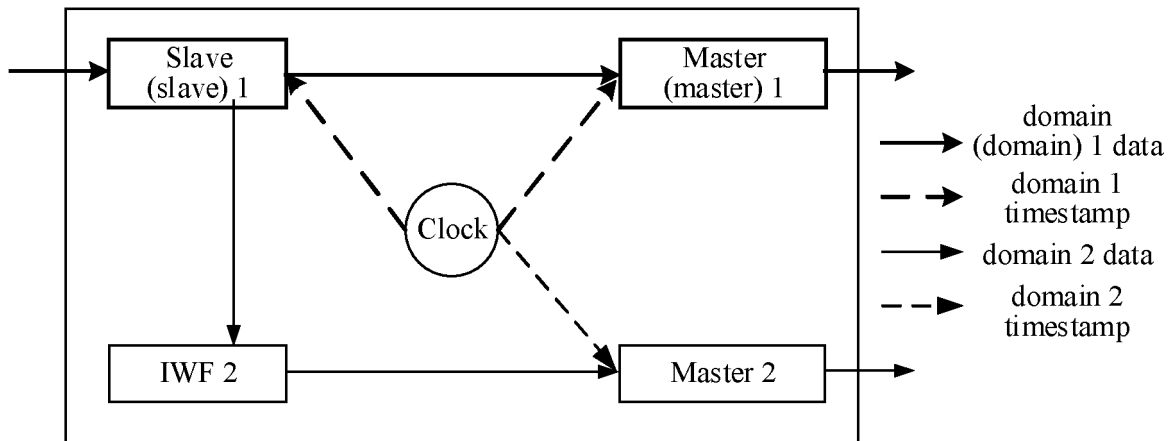 Slave
(slave) 1
Master
(master) 1
Clock
IWF 2
Master 2
domain
(domain) 1 data
domain 1
timestamp
domain 2 data
domain 2
timestamp